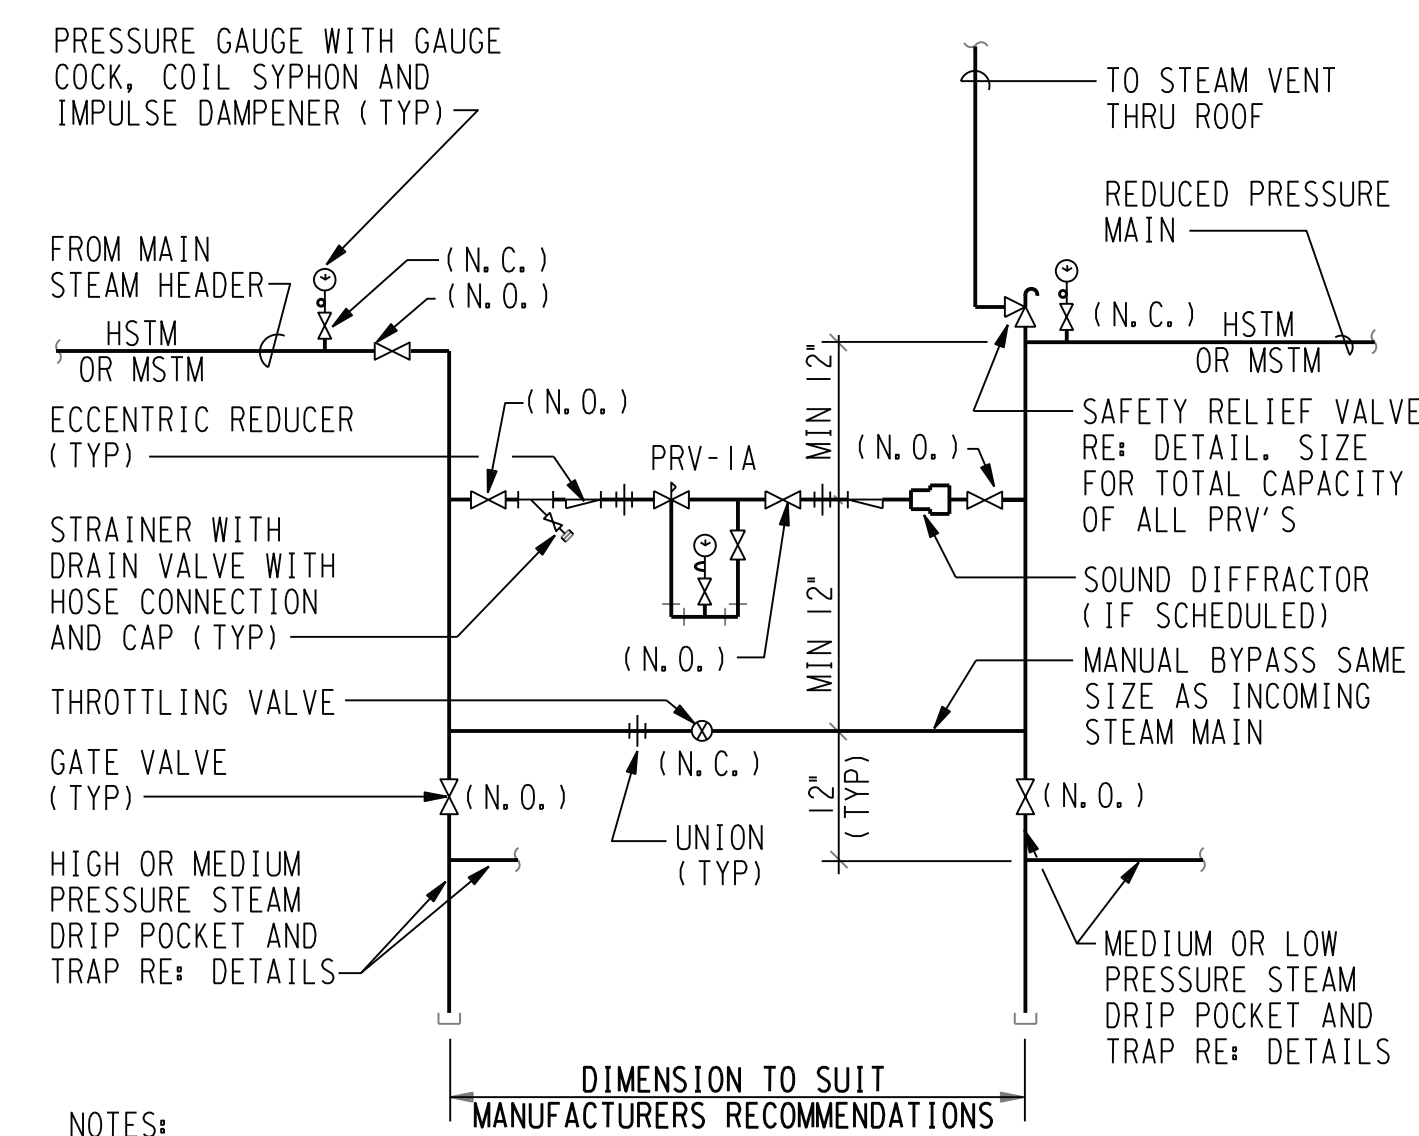 PRESSURE GAUGE WITH GAUGE
COCK, COIL SYPHON AND
IMPULSE DAMPENER (TYP)
TO STEAM VENT
THRU ROOF
REDUCED PRESSURE
MAIN
FROM MAIN
STEAM HEADER
(N.C.)
(N.O.)
HSTM
OR MSTM
(N.C.)
HSTM
OR MSTM
MIN 12"
ECCENTRIC REDUCER
(TYP)
(N.O.)
PRV-1A
(N.O.)
SAFETY RELIEF VALVE
RE: DETAIL. SIZE
FOR TOTAL CAPACITY
OF ALL PRV'S
STRAINER WITH
DRAIN VALVE WITH
HOSE CONNECTION
AND CAP (TYP)
(N.O.)
MIN 12"
SOUND DIFFRACTOR
(IF SCHEDULED)
MANUAL BYPASS SAME
SIZE AS INCOMING
STEAM MAIN
THROTTLING VALVE
(N.C.)
GATE VALVE
(TYP)
(N.O.)
12"
(TYP)
(N.O.)
UNION
(TYP)
HIGH OR MEDIUM
PRESSURE STEAM
DRIP POCKET AND
TRAP RE: DETAILS
MEDIUM OR LOW
PRESSURE STEAM
DRIP POCKET AND
TRAP RE: DETAILS
DIMENSION TO SUIT
MANUFACTURERS RECOMMENDATIONS
NOTES: